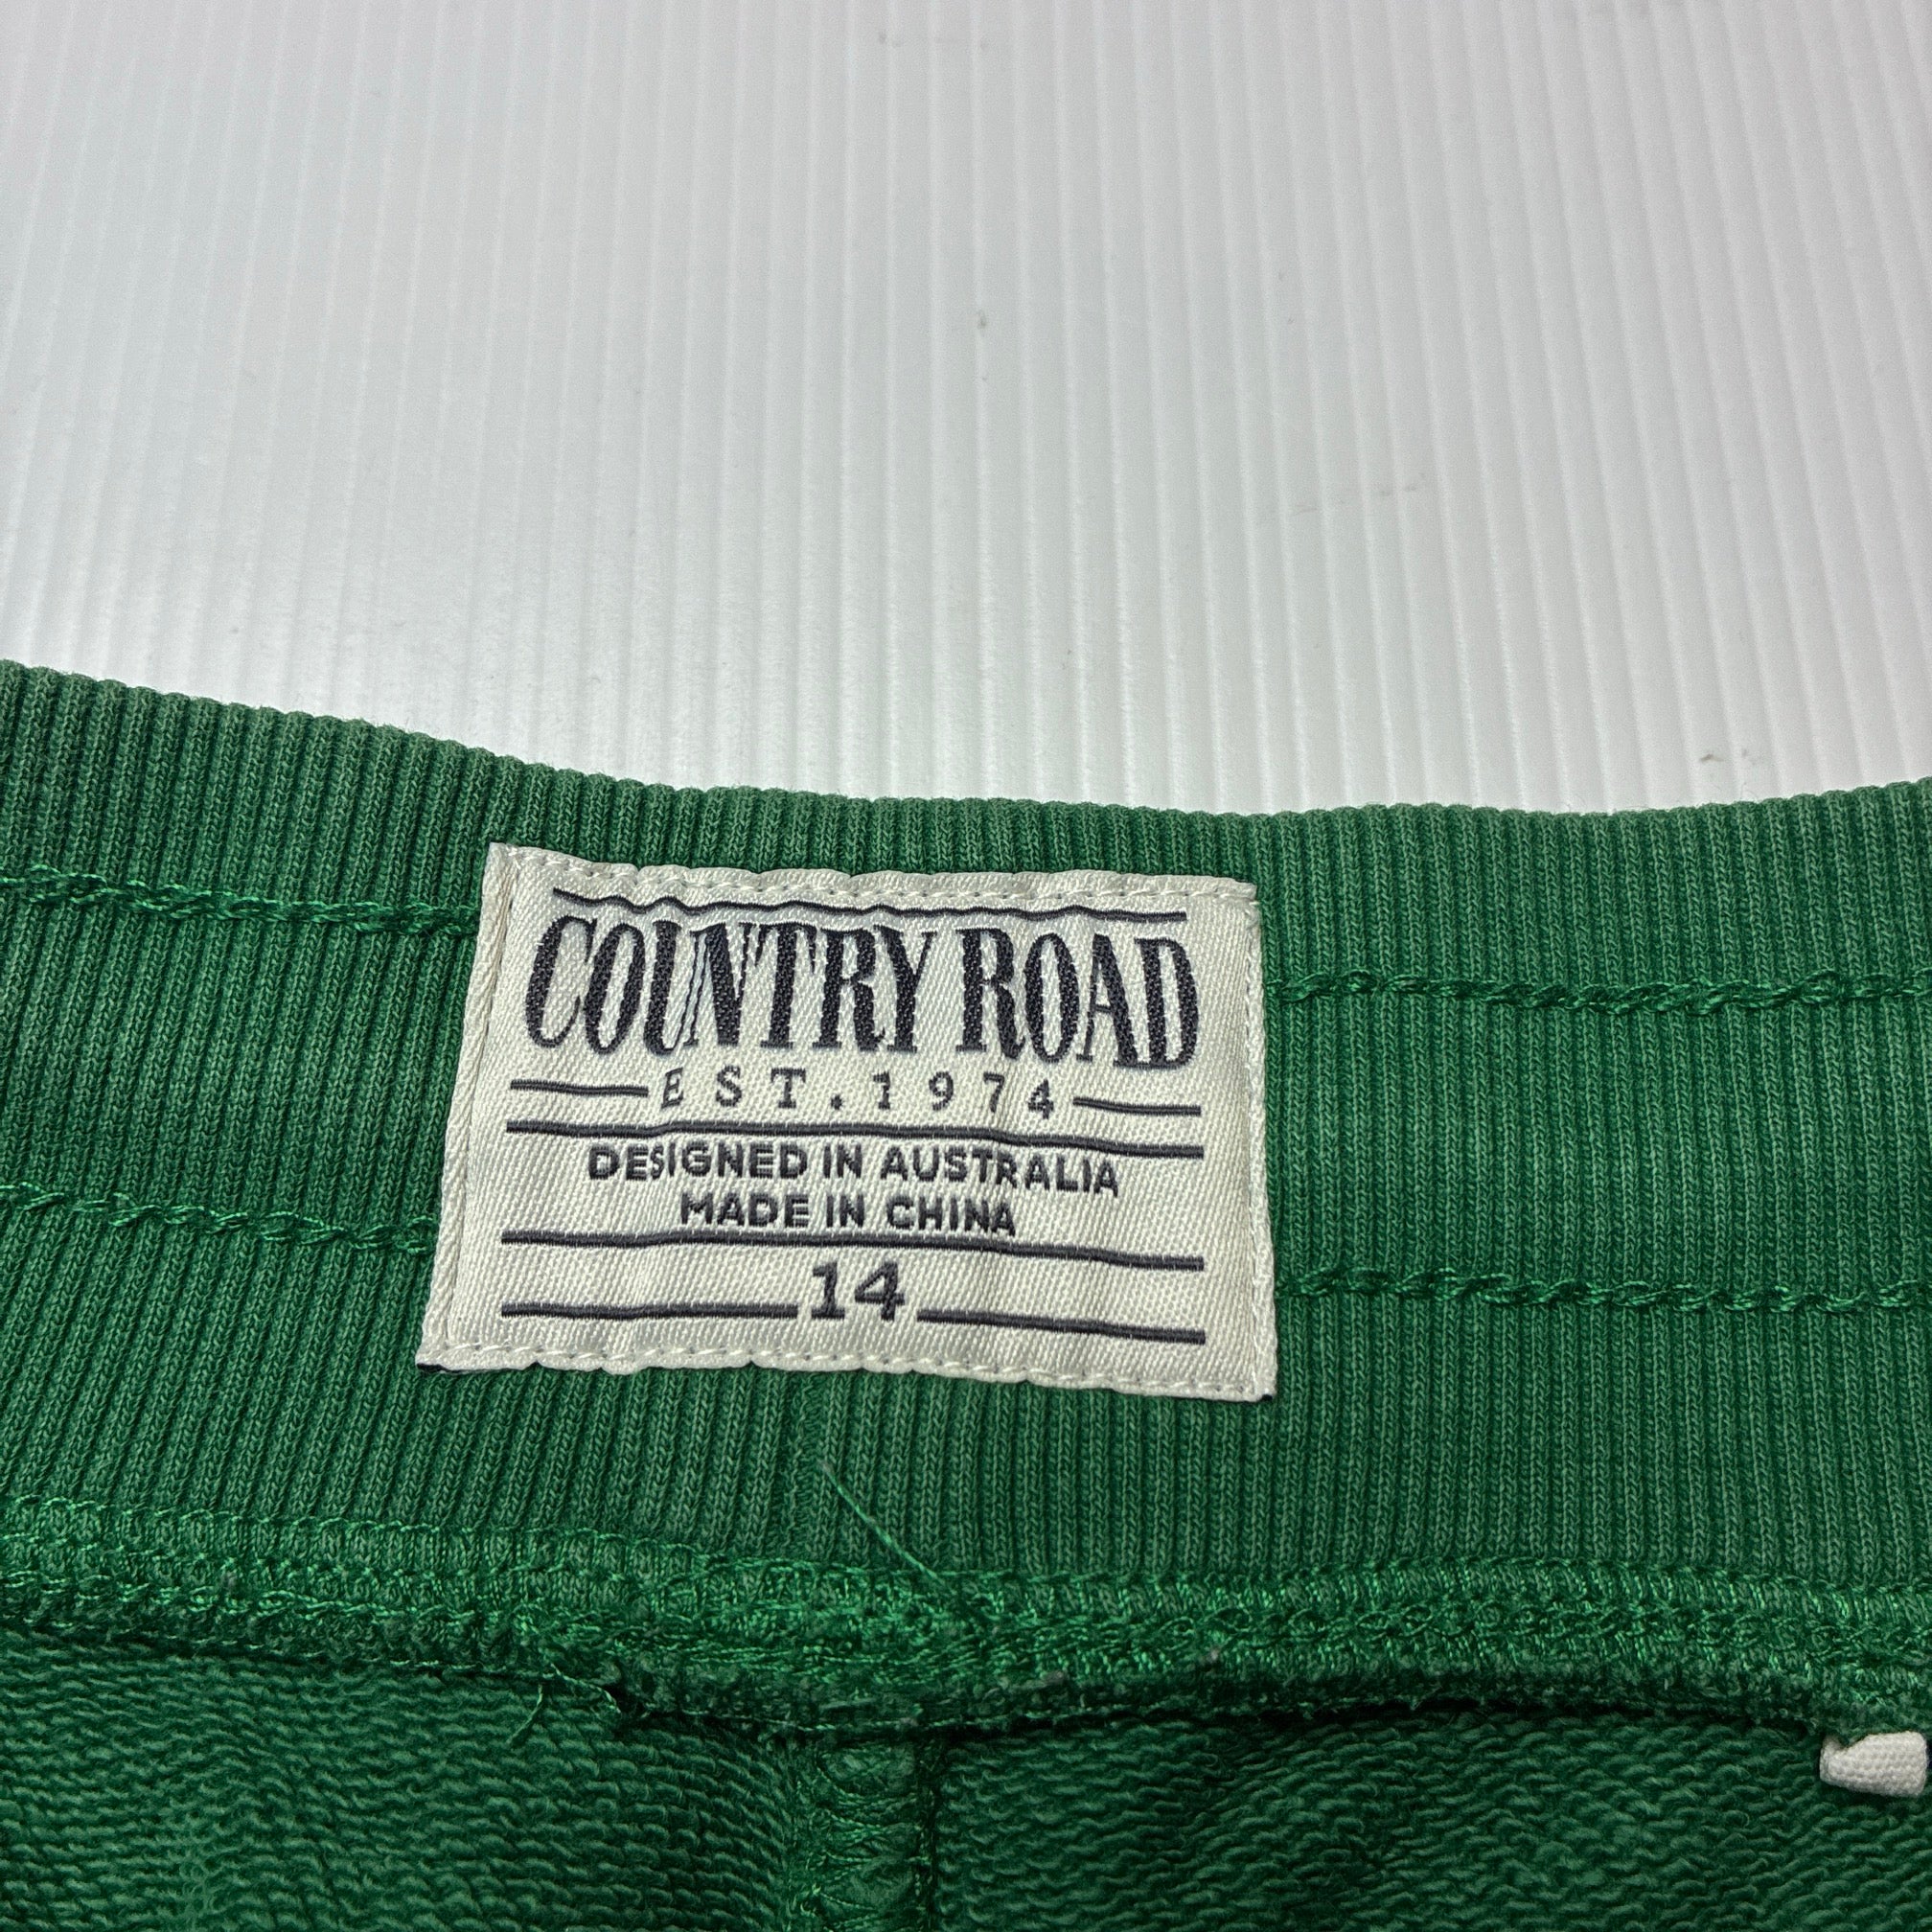 COUNTRY ROAD
EST.1974
DESIGNED IN AUSTRALIA
MADE IN CHINA
14